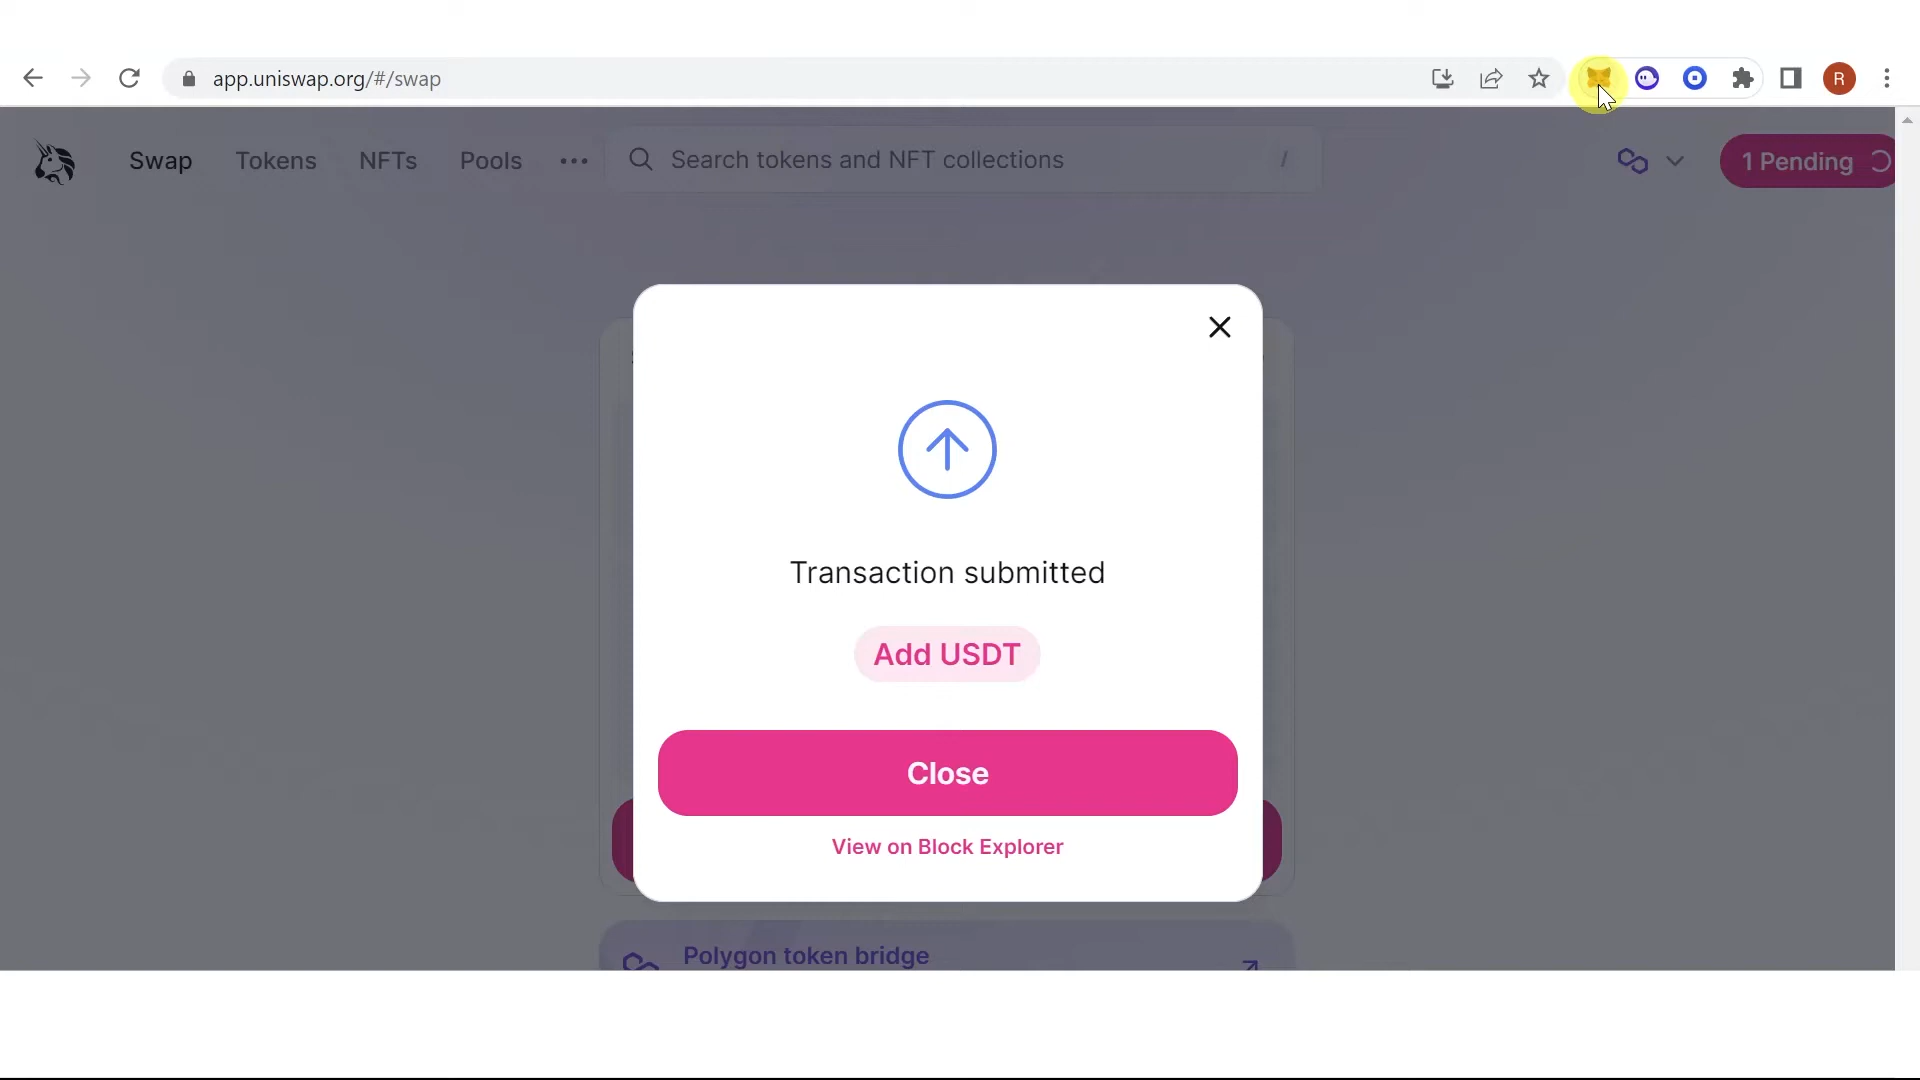 app.uniswap.org/#/swap
R
Swap
Tokens
NFTs
Pools
Search tokens and NFT collections
/
1 Pending
Transaction submitted
Add USDT
Close
View on Block Explorer
Polygon token bridge